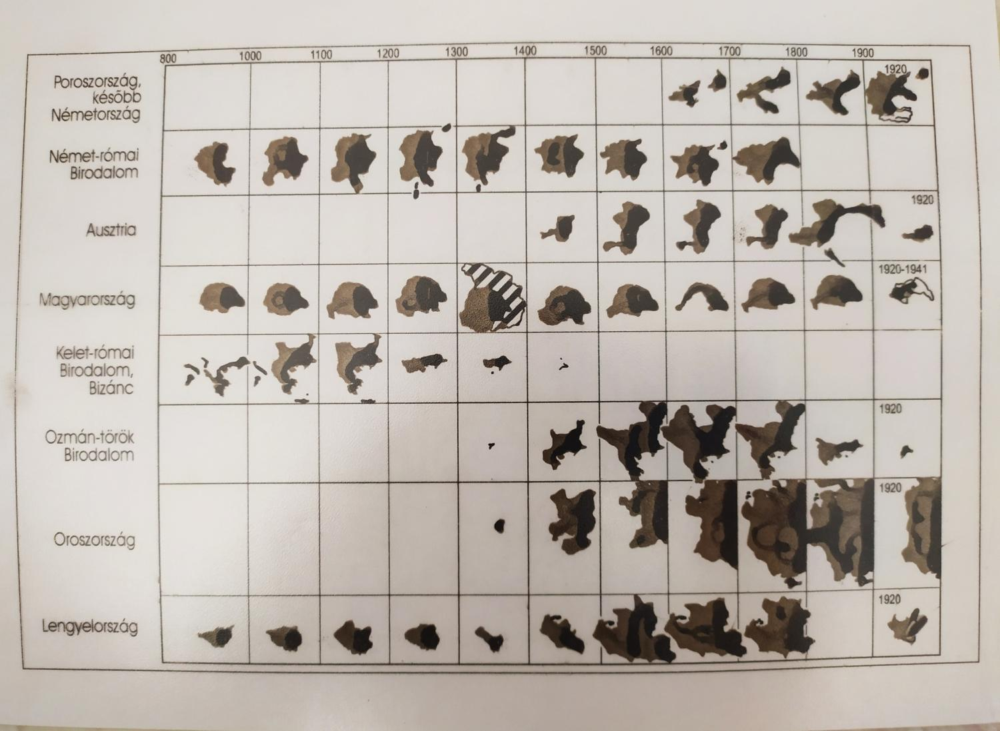 800 1000 1100 1200 1300 1400 1500 1600 1700 1800 1900
Poroszország,
később
Németország
1920
Német-római
Birodalom
Ausztria
1920
Magyarország
1920-1941
Kelet-római
Birodalom,
Bizánc
Ozmán-török
Birodalom
1920
Oroszország
1920
Lengyelország
1920